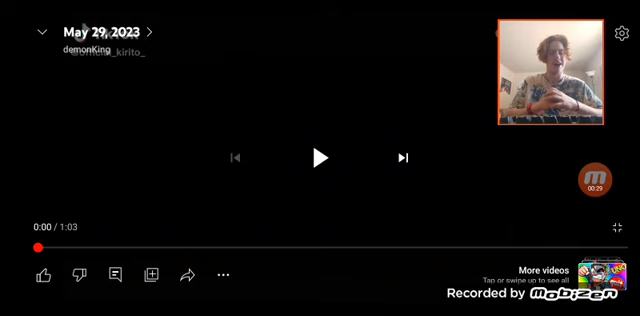 May 29, 2023
demonKing
@official_kirito_
00:29
0:00 / 1:03
More videos
Tap or swipe up to see all
Recorded by mobizen